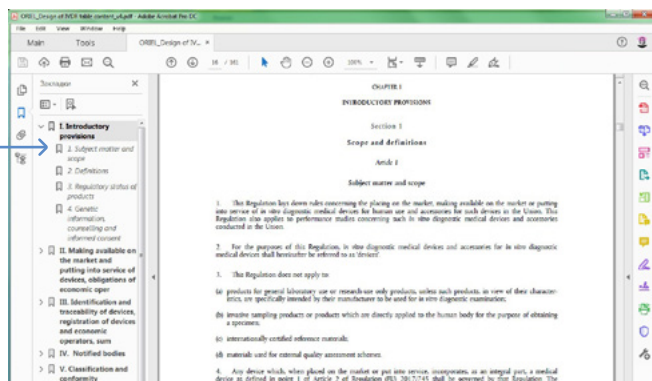 ORIEL_Design of IVDR table content_v4.pdf - Adobe Acrobat Pro DC
File Edit View Window Help
Main Tools ORIEL_Design of IV... ×
16 / 161 100%
Закладки ×
I. Introductory
provisions
1. Subject matter and
scope
2. Definitions
3. Regulatory status of
products
4. Genetic
information,
counselling and
informed consent
II. Making available on
the market and
putting into service of
devices, obligations of
economic oper
III. Identification and
traceability of devices,
registration of devices
and economic
operators, sum
IV. Notified bodies
V. Classification and
conformity
CHAPTER I
INTRODUCTORY PROVISIONS
Section 1
Scope and definitions
Article 1
Subject matter and scope
1. This Regulation lays down rules concerning the placing on the market, making available on the market or putting
into service of in vitro diagnostic medical devices for human use and accessories for such devices in the Union. This
Regulation also applies to performance studies concerning such in vitro diagnostic medical devices and accessories
conducted in the Union.
2. For the purposes of this Regulation, in vitro diagnostic medical devices and accessories for in vitro diagnostic
medical devices shall hereinafter be referred to as 'devices'.
3. This Regulation does not apply to:
(a) products for general laboratory use or research-use only products, unless such products, in view of their character-
istics, are specifically intended by their manufacturer to be used for in vitro diagnostic examination;
(b) invasive sampling products or products which are directly applied to the human body for the purpose of obtaining
a specimen;
(c) internationally certified reference materials;
(d) materials used for external quality assessment schemes.
4. Any device which, when placed on the market or put into service, incorporates, as an integral part, a medical
device as defined in point 1 of Article 2 of Regulation (EU) 2017/745 shall be governed by that Regulation. The